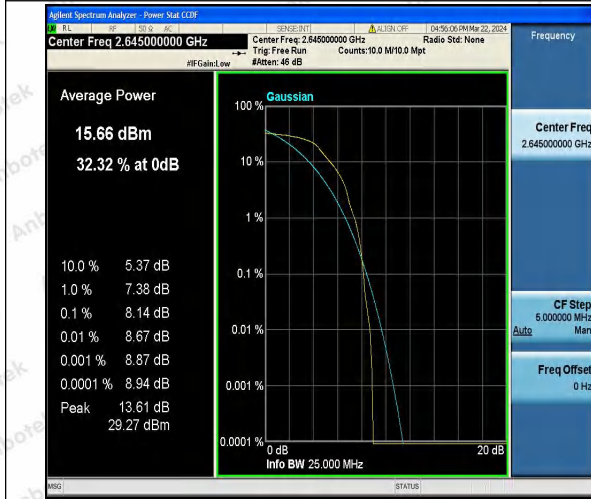 Agilent Spectrum Analyzer - Power Stat CCDF
RL RF 50 Ω AC SENSE:INT ALIGN OFF 04:56:06 PM Mar 22, 2024
Center Freq 2.645000000 GHz
Center Freq: 2.645000000 GHz Radio Std: None
Trig: Free Run Counts:10.0 M/10.0 Mpt
#IFGain:Low #Atten: 46 dB
Frequency
Average Power
15.66 dBm
32.32 % at 0dB
10.0 % 5.37 dB
1.0 % 7.38 dB
0.1 % 8.14 dB
0.01 % 8.67 dB
0.001 % 8.87 dB
0.0001 % 8.94 dB
Peak 13.61 dB
29.27 dBm
Gaussian
100 %
10 %
1 %
0.1 %
0.01 %
0.001 %
0.0001 %
0 dB 20 dB
Info BW 25.000 MHz
Center Freq
2.645000000 GHz
CF Step
5.000000 MHz
Auto Man
Freq Offset
0 Hz
MSG STATUS